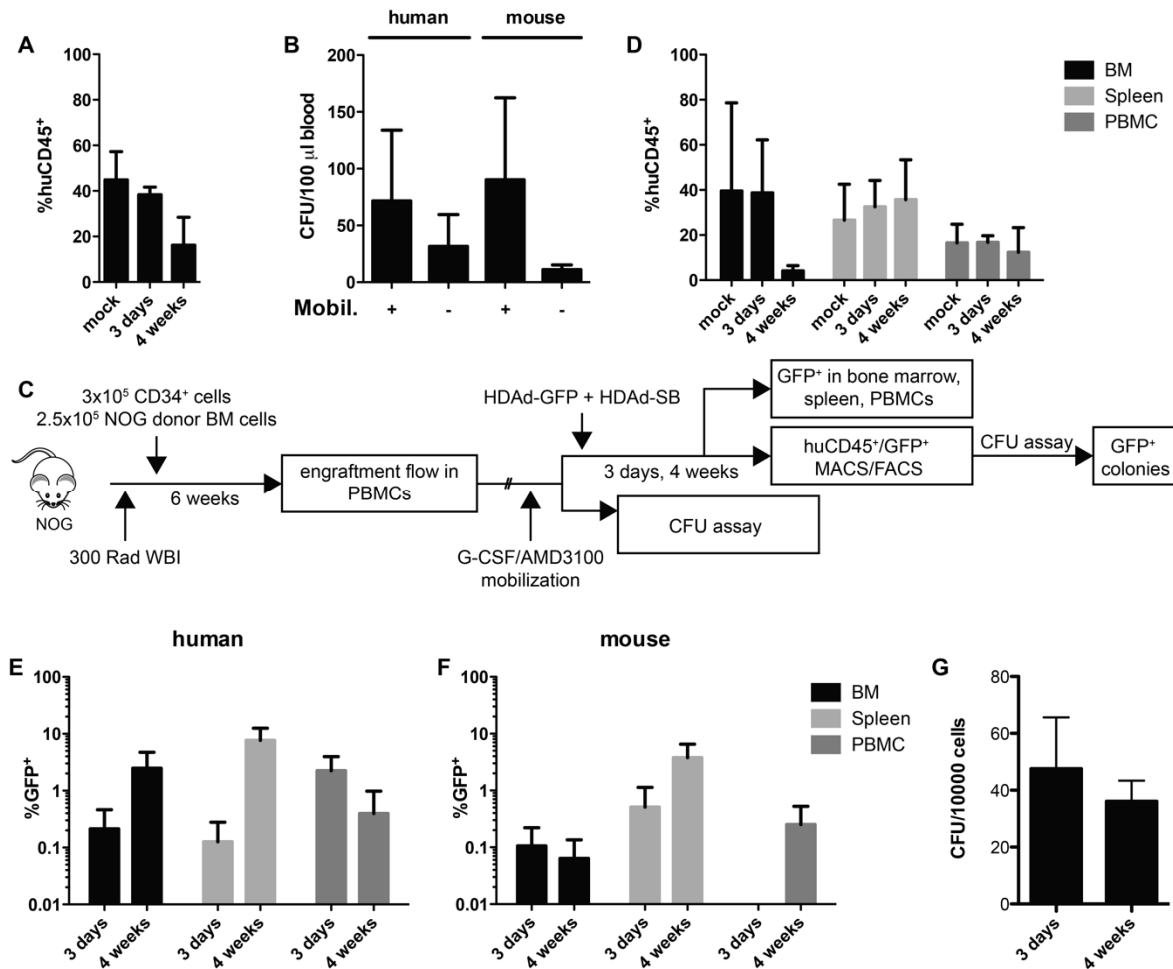 A
%huCD45+
100
80
60
40
20
0
mock
3 days
4 weeks
B
human
mouse
CFU/100 µl blood
200
150
100
50
0
Mobil.
+
-
+
-
D
%huCD45+
100
80
60
40
20
0
mock
3 days
4 weeks
mock
3 days
4 weeks
mock
3 days
4 weeks
BM
Spleen
PBMC
C
3x10⁵ CD34⁺ cells
2.5x10⁵ NOG donor BM cells
NOG
300 Rad WBI
6 weeks
engraftment flow in
PBMCs
//
G-CSF/AMD3100
mobilization
HDAd-GFP + HDAd-SB
3 days, 4 weeks
CFU assay
GFP⁺ in bone marrow,
spleen, PBMCs
huCD45⁺/GFP⁺
MACS/FACS
CFU assay
GFP⁺
colonies
E
human
%GFP⁺
100
10
1
0.1
0.01
3 days
4 weeks
3 days
4 weeks
3 days
4 weeks
F
mouse
%GFP⁺
100
10
1
0.1
0.01
3 days
4 weeks
3 days
4 weeks
3 days
4 weeks
BM
Spleen
PBMC
G
CFU/10000 cells
80
60
40
20
0
3 days
4 weeks